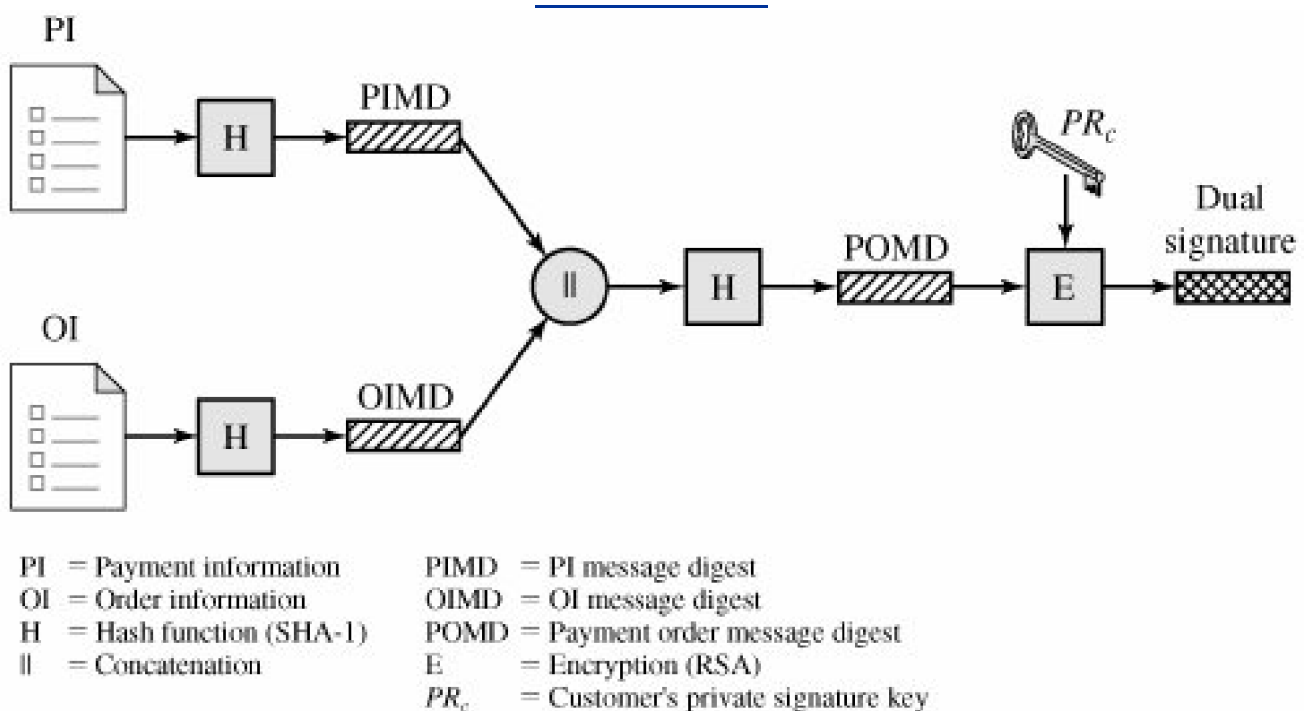 PI
H
PIMD
PR_c
Dual
signature
POMD
||
H
E
OI
H
OIMD
PI = Payment information
OI = Order information
H = Hash function (SHA-1)
|| = Concatenation
PIMD = PI message digest
OIMD = OI message digest
POMD = Payment order message digest
E = Encryption (RSA)
PR_c = Customer's private signature key